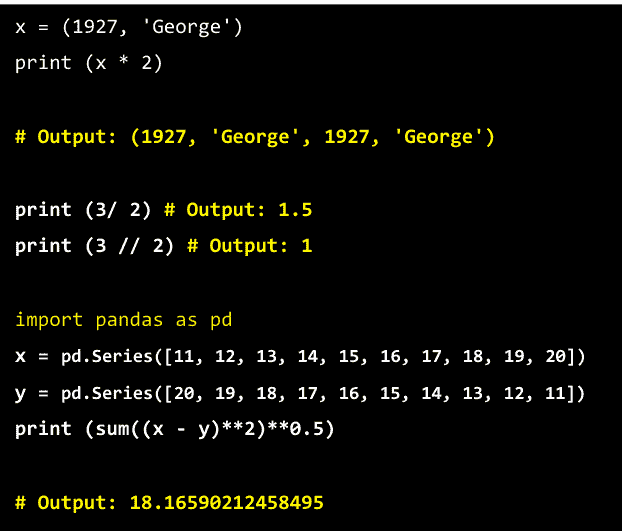 x = (1927, 'George')
print (x * 2)
# Output: (1927, 'George', 1927, 'George')
print (3/ 2) # Output: 1.5
print (3 // 2) # Output: 1
import pandas as pd
x = pd.Series([11, 12, 13, 14, 15, 16, 17, 18, 19, 20])
y = pd.Series([20, 19, 18, 17, 16, 15, 14, 13, 12, 11])
print (sum((x - y)**2)**0.5)
# Output: 18.16590212458495